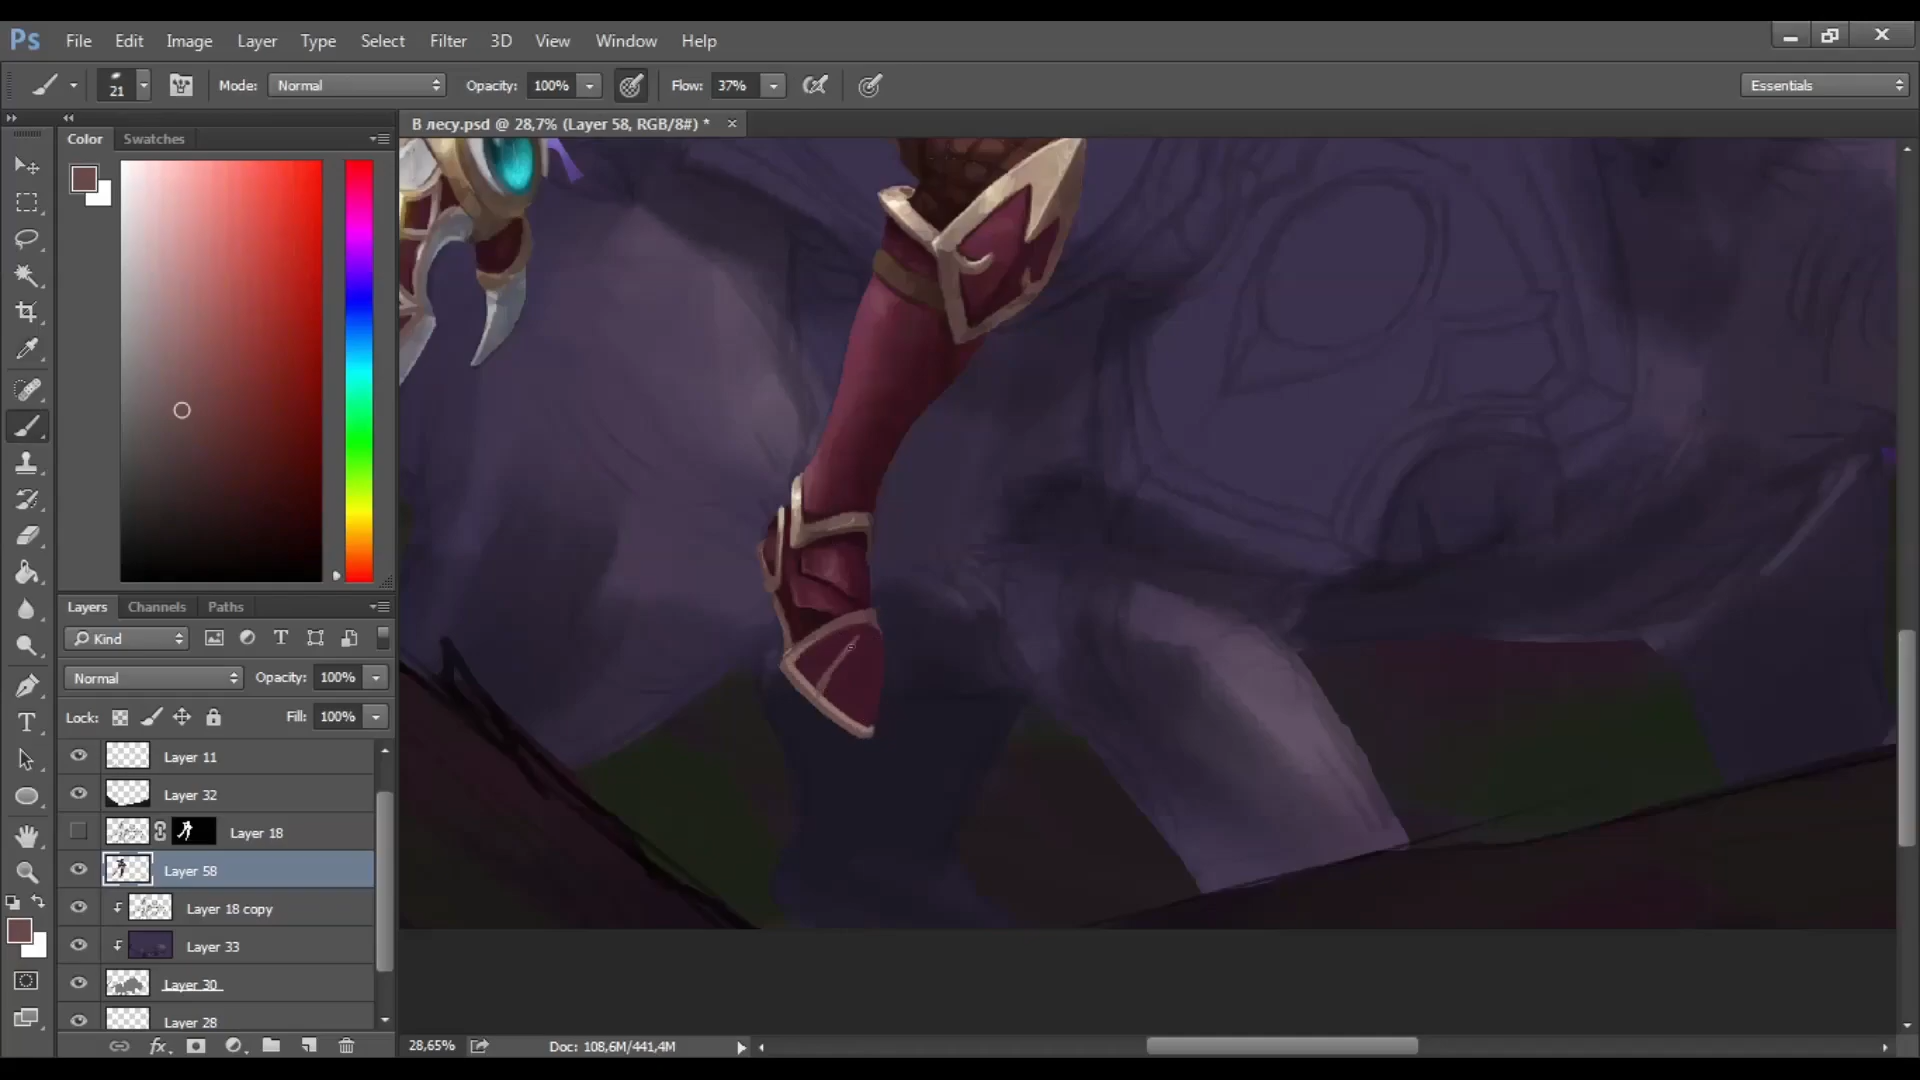 Ps File Edit Image Layer Type Select Filter 3D View Window Help
21 Mode: Normal Opacity: 100% Flow: 37% Essentials
В лесу.psd @ 28,7% (Layer 58, RGB/8#) *
Color Swatches
Layers Channels Paths
Kind
Normal Opacity: 100%
Lock: Fill: 100%
Layer 11
Layer 32
Layer 18
Layer 58
Layer 18 copy
Layer 33
Layer 30
Layer 28
28,65% Doc: 108,6M/441,4M